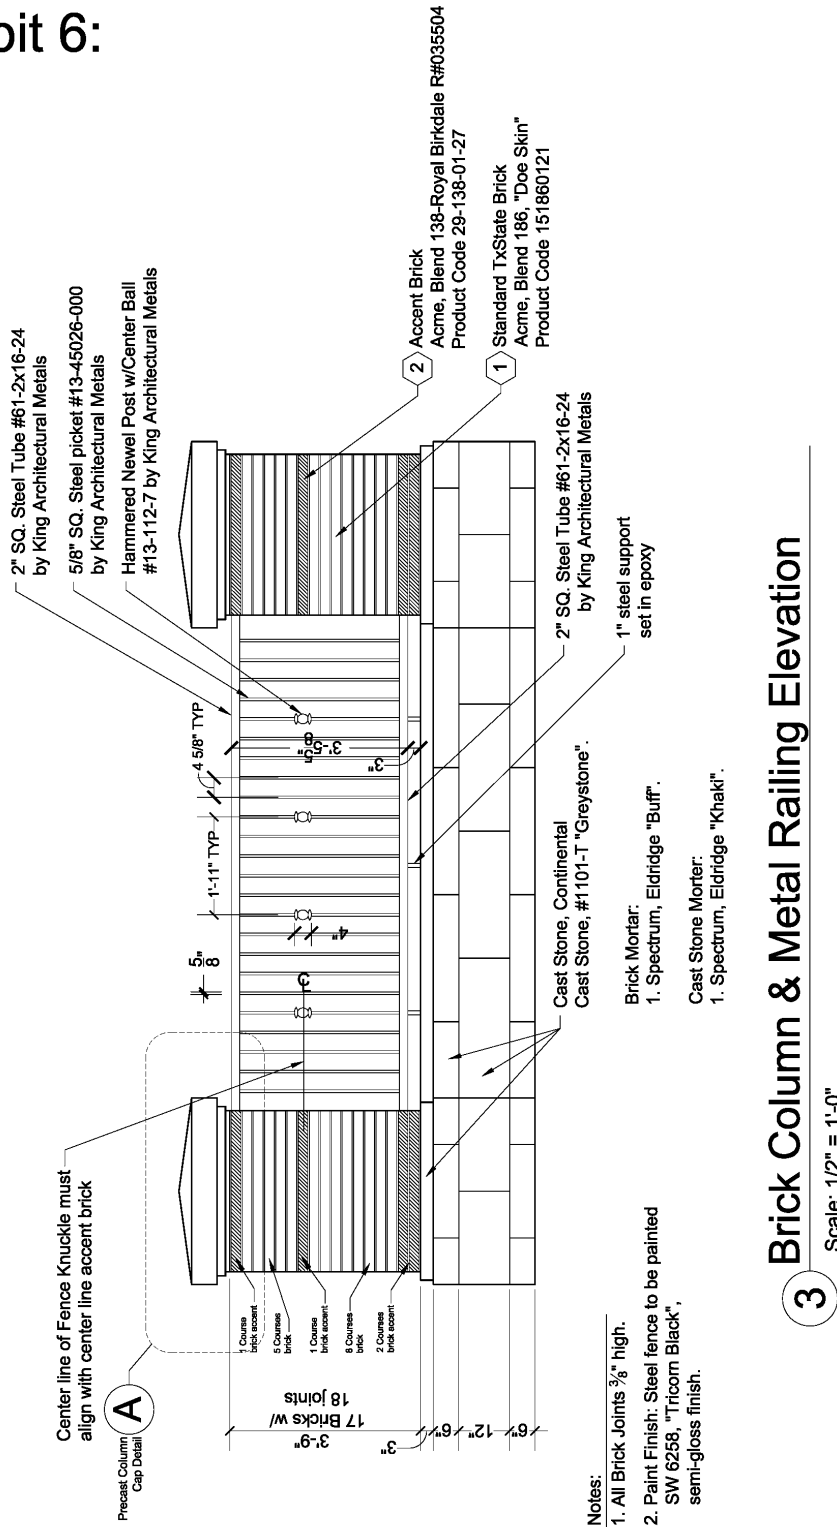 bit 6:
2" SQ. Steel Tube #61-2x16-24
by King Architectural Metals
5/8" SQ. Steel picket #13-45026-000
by King Architectural Metals
Hammered Newel Post w/Center Ball
#13-112-7 by King Architectural Metals
2
Accent Brick
Acme, Blend 138-Royal Birkdale R#035504
Product Code 29-138-01-27
1
Standard TxState Brick
Acme, Blend 186, "Doe Skin"
Product Code 151860121
Center line of Fence Knuckle must
align with center line accent brick
A
Precast Column
Cap Detail
5/8"
1'-11" TYP
4 5/8" TYP
3'-5 5/8"
3"
4"
CL
1 Course
brick accent
5 Courses
brick
1 Course
brick accent
8 Courses
brick
2 Courses
brick accent
3'-9"
17 Bricks w/
18 joints
3"
6"
12"
6"
2" SQ. Steel Tube #61-2x16-24
by King Architectural Metals
1" steel support
set in epoxy
Cast Stone, Continental
Cast Stone, #1101-T "Greystone".
Brick Mortar:
1. Spectrum, Eldridge "Buff".
Cast Stone Morter:
1. Spectrum, Eldridge "Khaki".
Notes:
1. All Brick Joints 3/8" high.
2. Paint Finish: Steel fence to be painted
SW 6258, "Tricorn Black",
semi-gloss finish.
3
Brick Column & Metal Railing Elevation
Scale: 1/2" = 1'-0"